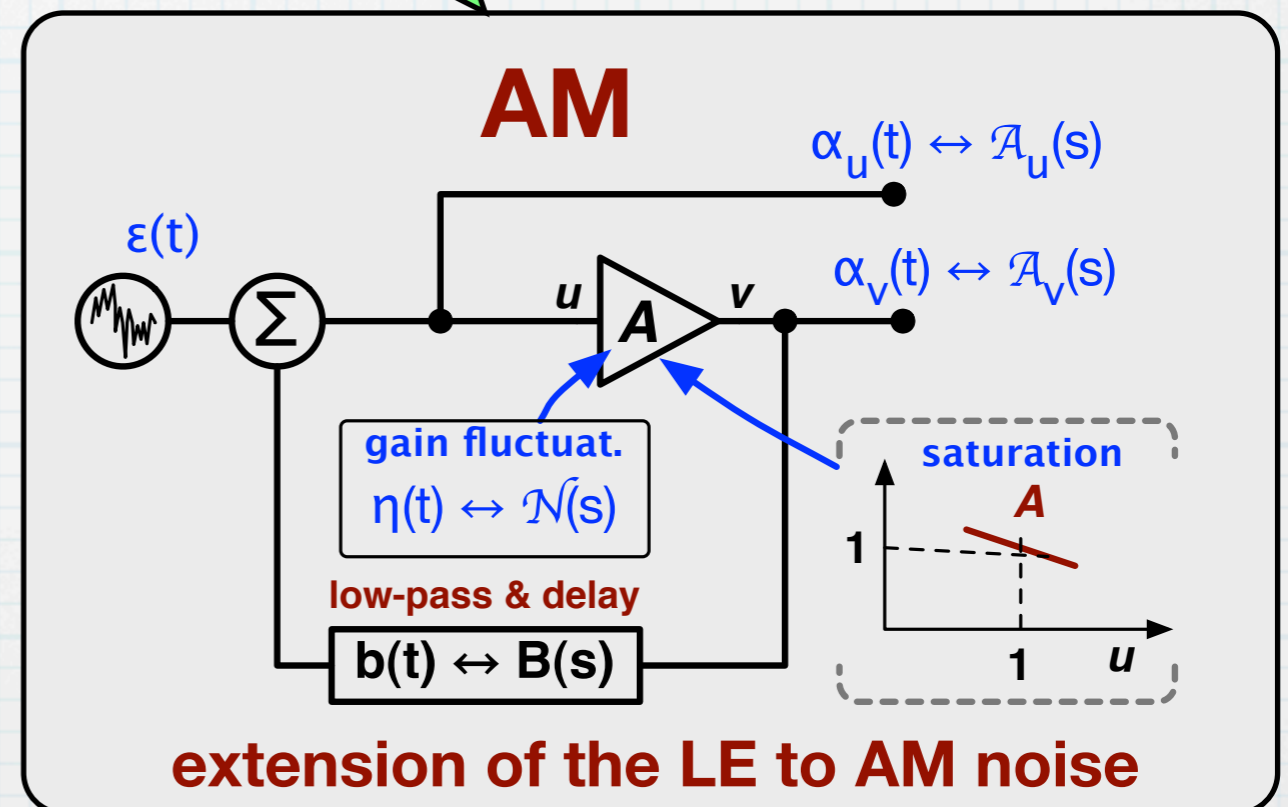 AM
αu(t) ↔ 𝒜u(s)
ε(t)
αv(t) ↔ 𝒜v(s)
Σ
u
A
v
gain fluctuat.
η(t) ↔ 𝒩(s)
saturation
A
1
1
u
low-pass & delay
b(t) ↔ B(s)
extension of the LE to AM noise